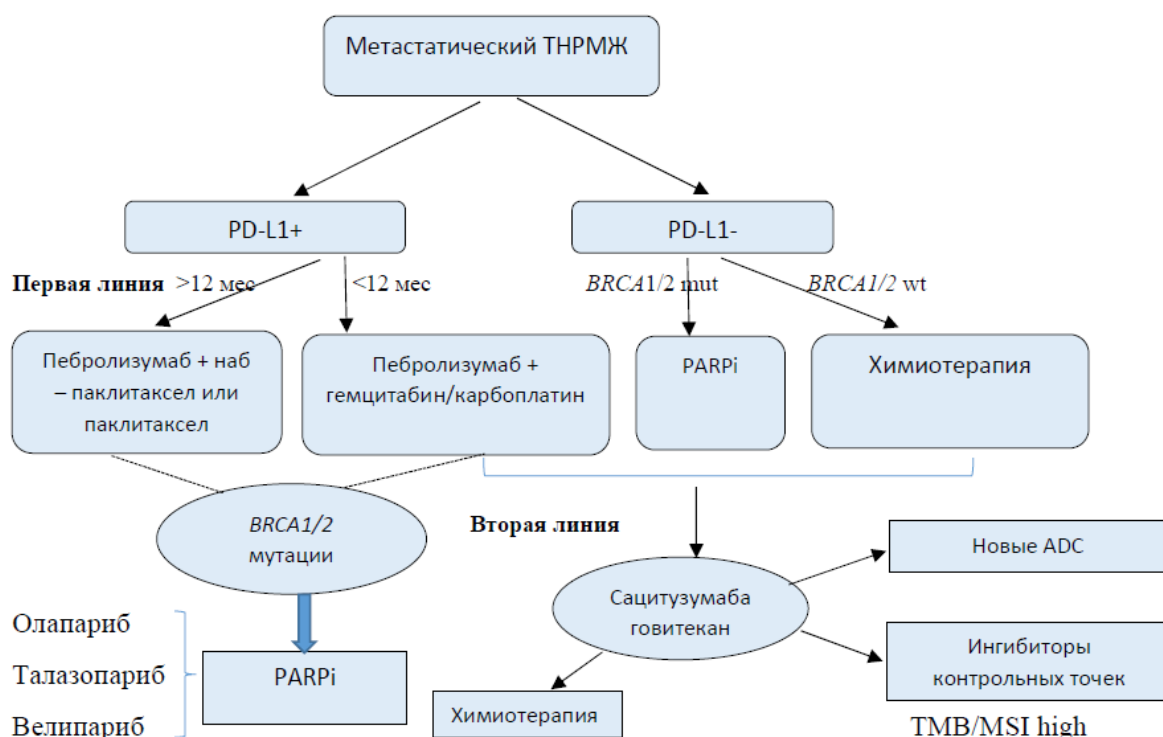 Метастатический ТНРМЖ
PD-L1+
PD-L1-
Первая линия >12 мес
<12 мес
BRCA1/2 mut
BRCA1/2 wt
Пебролизумаб + наб
– паклитаксел или
паклитаксел
Пебролизумаб +
гемцитабин/карбоплатин
PARPi
Химиотерапия
BRCA1/2
мутации
Вторая линия
Новые ADC
Сацитузумаба
говитекан
Олапариб
Талазопариб
Велипариб
PARPi
Ингибиторы
контрольных точек
Химиотерапия
TMB/MSI high